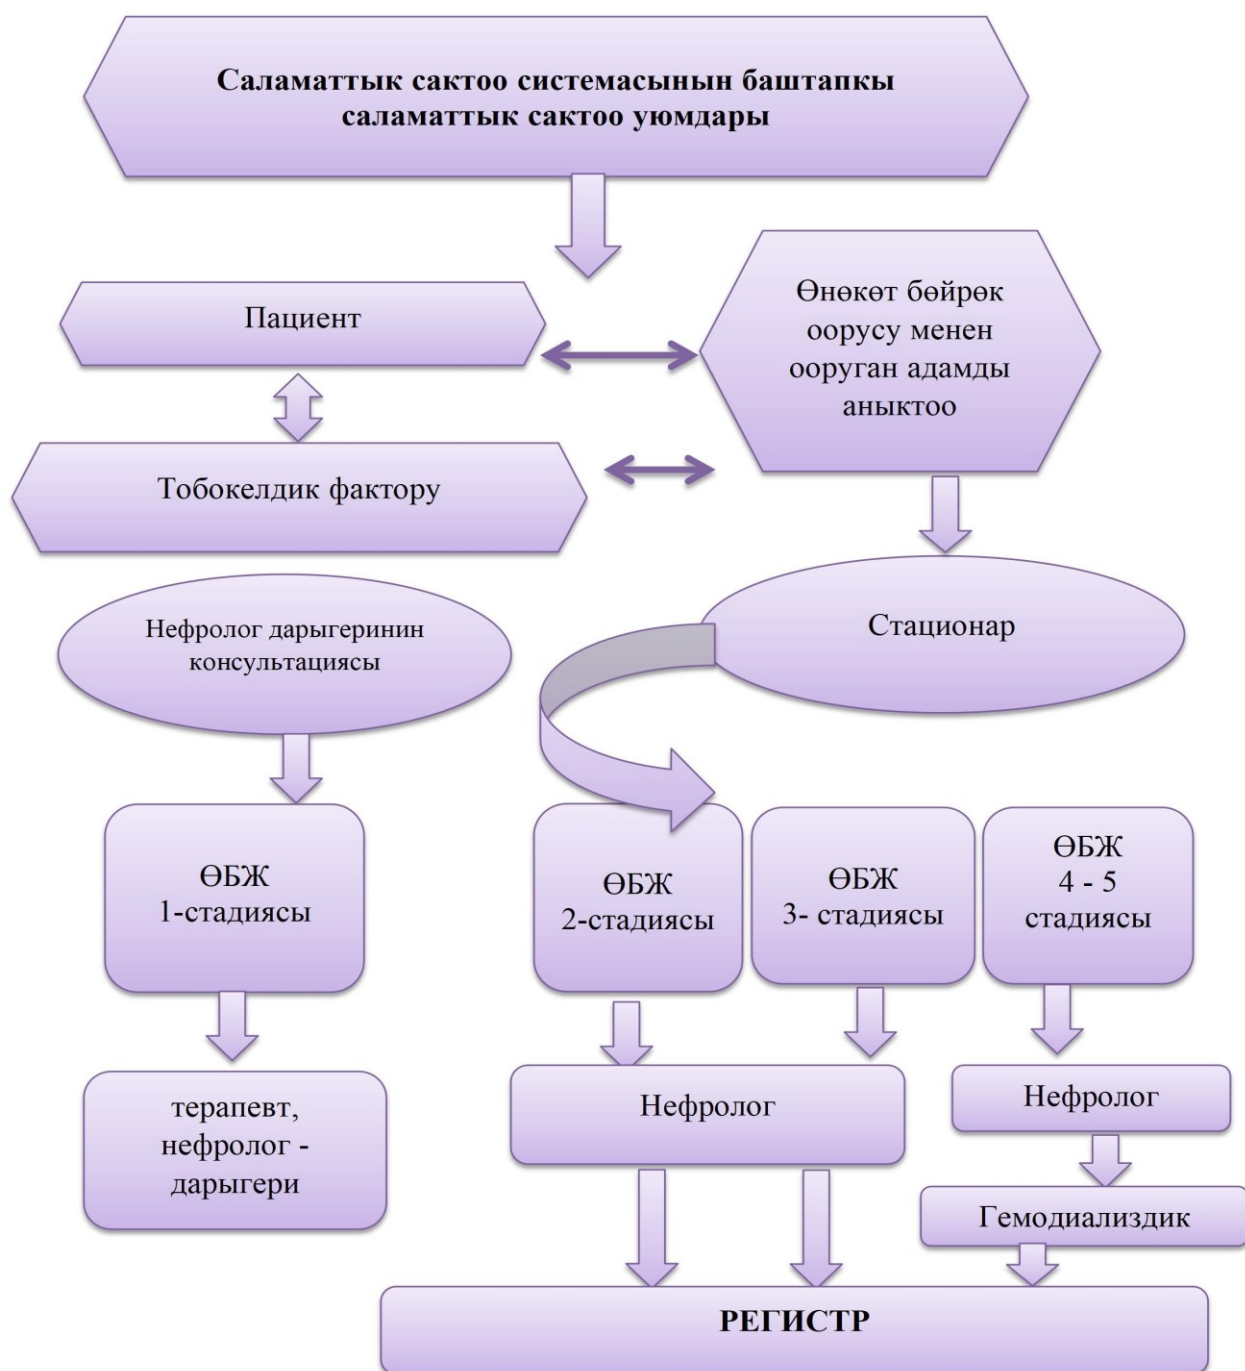 Саламаттык сактоо системасынын баштапкы
саламаттык сактоо уюмдары
Пациент
Өнөкөт бөйрөк
оорусу менен
ооруган адамды
аныктоо
Тобокелдик фактору
Нефролог дарыгеринин
консультациясы
Стационар
ӨБЖ
1-стадиясы
ӨБЖ
2-стадиясы
ӨБЖ
3- стадиясы
ӨБЖ
4 - 5
стадиясы
терапевт,
нефролог -
дарыгери
Нефролог
Нефролог
Гемодиализдик
РЕГИСТР